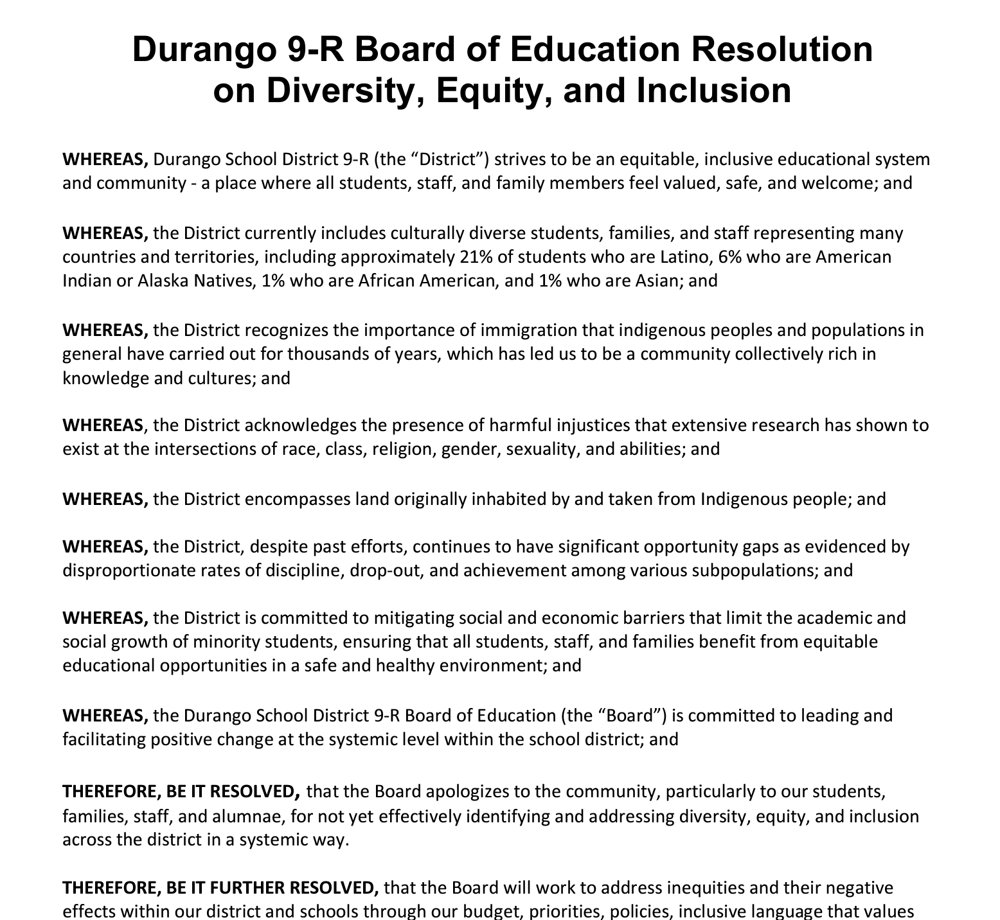 Durango 9-R Board of Education Resolution
on Diversity, Equity, and Inclusion
WHEREAS, Durango School District 9-R (the “District”) strives to be an equitable, inclusive educational system
and community - a place where all students, staff, and family members feel valued, safe, and welcome; and
WHEREAS, the District currently includes culturally diverse students, families, and staff representing many
countries and territories, including approximately 21% of students who are Latino, 6% who are American
Indian or Alaska Natives, 1% who are African American, and 1% who are Asian; and
WHEREAS, the District recognizes the importance of immigration that indigenous peoples and populations in
general have carried out for thousands of years, which has led us to be a community collectively rich in
knowledge and cultures; and
WHEREAS, the District acknowledges the presence of harmful injustices that extensive research has shown to
exist at the intersections of race, class, religion, gender, sexuality, and abilities; and
WHEREAS, the District encompasses land originally inhabited by and taken from Indigenous people; and
WHEREAS, the District, despite past efforts, continues to have significant opportunity gaps as evidenced by
disproportionate rates of discipline, drop-out, and achievement among various subpopulations; and
WHEREAS, the District is committed to mitigating social and economic barriers that limit the academic and
social growth of minority students, ensuring that all students, staff, and families benefit from equitable
educational opportunities in a safe and healthy environment; and
WHEREAS, the Durango School District 9-R Board of Education (the “Board”) is committed to leading and
facilitating positive change at the systemic level within the school district; and
THEREFORE, BE IT RESOLVED, that the Board apologizes to the community, particularly to our students,
families, staff, and alumnae, for not yet effectively identifying and addressing diversity, equity, and inclusion
across the district in a systemic way.
THEREFORE, BE IT FURTHER RESOLVED, that the Board will work to address inequities and their negative
effects within our district and schools through our budget, priorities, policies, inclusive language that values